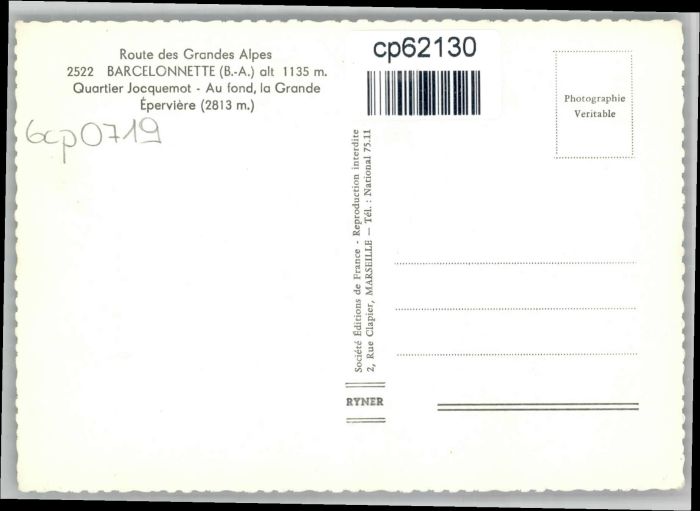 Route des Grandes Alpes
2522 BARCELONNETTE (B.-A.) alt 1135 m.
Quartier Jocquemot - Au fond, la Grande
Épervière (2813 m.)
6cp0719
cp62130
Photographie
Veritable
Société Éditions de France - Reproduction interdite
2, Rue Clapier, MARSEILLE — Tél. : National 75.11
RYNER